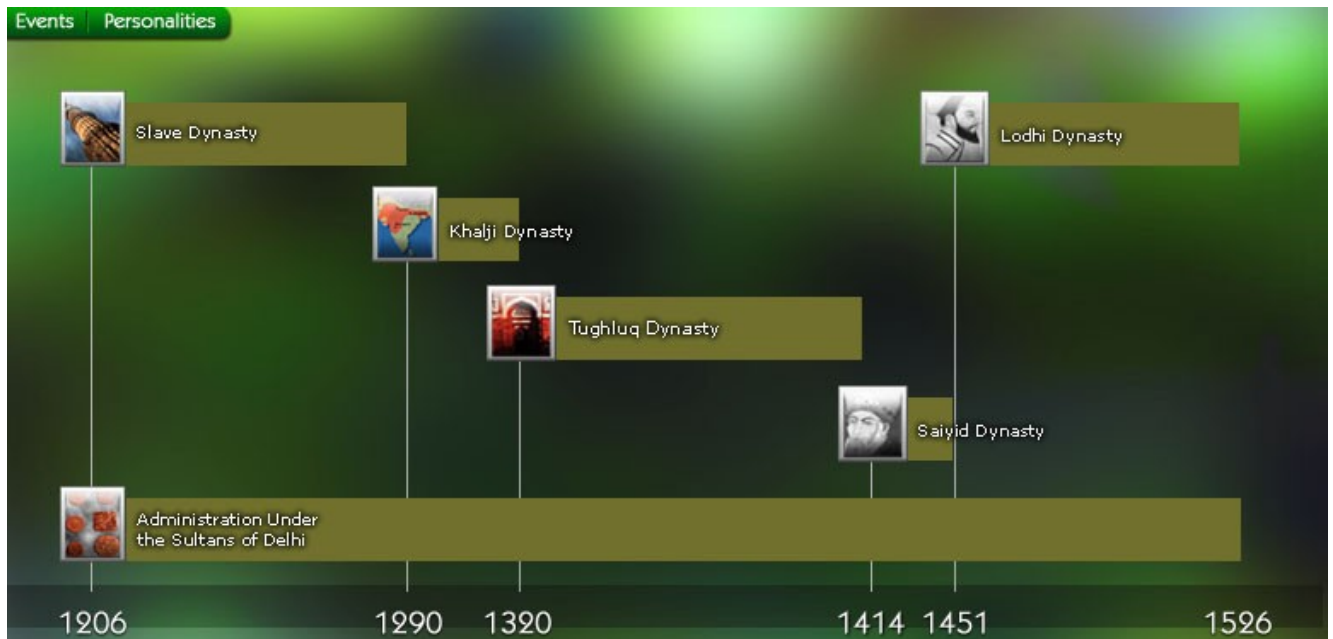 Events Personalities
Slave Dynasty
Lodhi Dynasty
Khalji Dynasty
Tughluq Dynasty
Saiyid Dynasty
Administration Under
the Sultans of Delhi
1206 1290 1320 1414 1451 1526